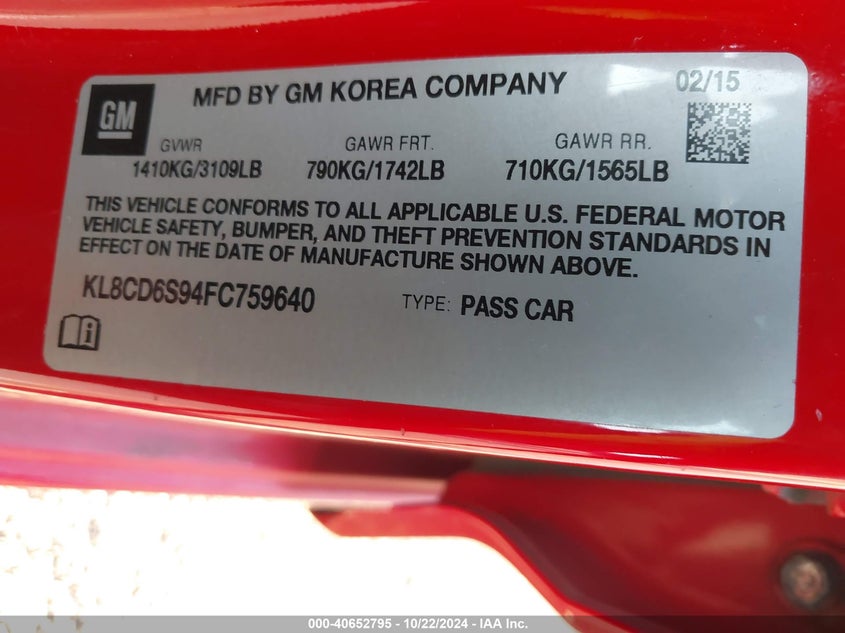 GM
MFD BY GM KOREA COMPANY
02/15
GVWR
1410KG/3109LB
GAWR FRT.
790KG/1742LB
GAWR RR.
710KG/1565LB
THIS VEHICLE CONFORMS TO ALL APPLICABLE U.S. FEDERAL MOTOR
VEHICLE SAFETY, BUMPER, AND THEFT PREVENTION STANDARDS IN
EFFECT ON THE DATE OF MANUFACTURE SHOWN ABOVE.
KL8CD6S94FC759640
TYPE: PASS CAR
000-40652795 - 10/22/2024 - IAA Inc.